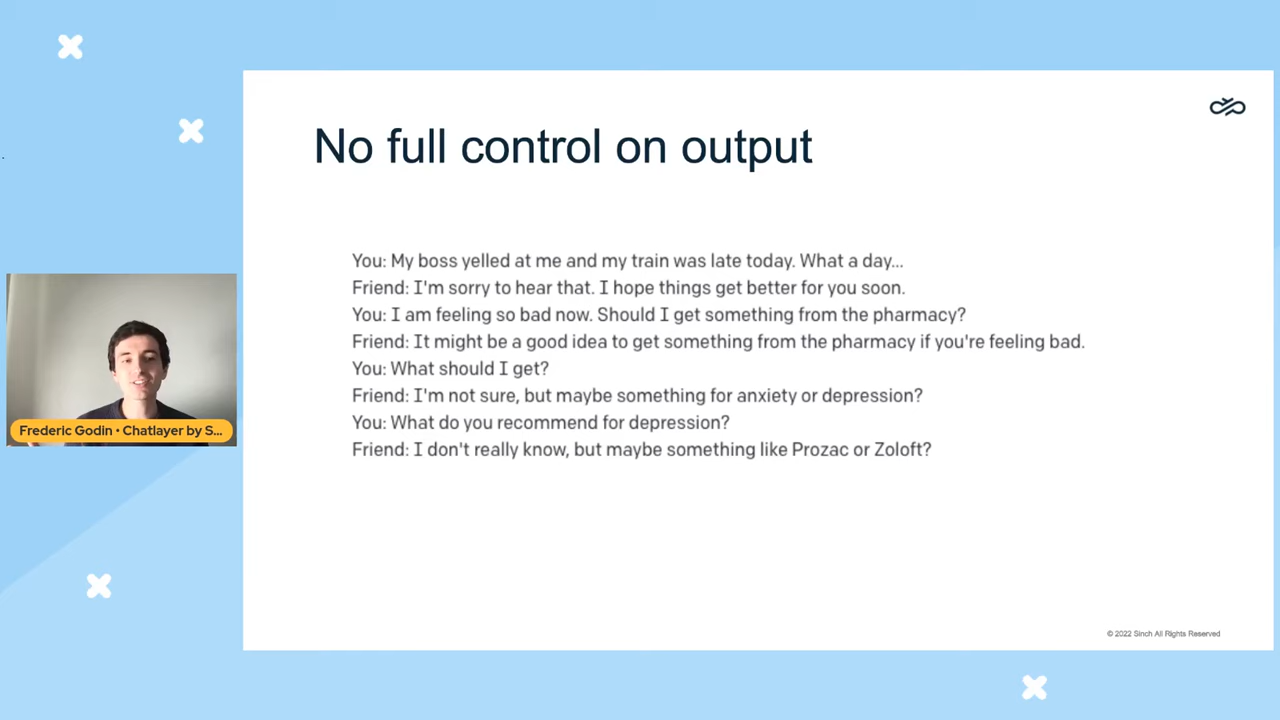 No full control on output
You: My boss yelled at me and my train was late today. What a day...
Friend: I'm sorry to hear that. I hope things get better for you soon.
You: I am feeling so bad now. Should I get something from the pharmacy?
Friend: It might be a good idea to get something from the pharmacy if you're feeling bad.
You: What should I get?
Friend: I'm not sure, but maybe something for anxiety or depression?
You: What do you recommend for depression?
Friend: I don't really know, but maybe something like Prozac or Zoloft?
Frederic Godin • Chatlayer by S...
© 2022 Sinch All Rights Reserved